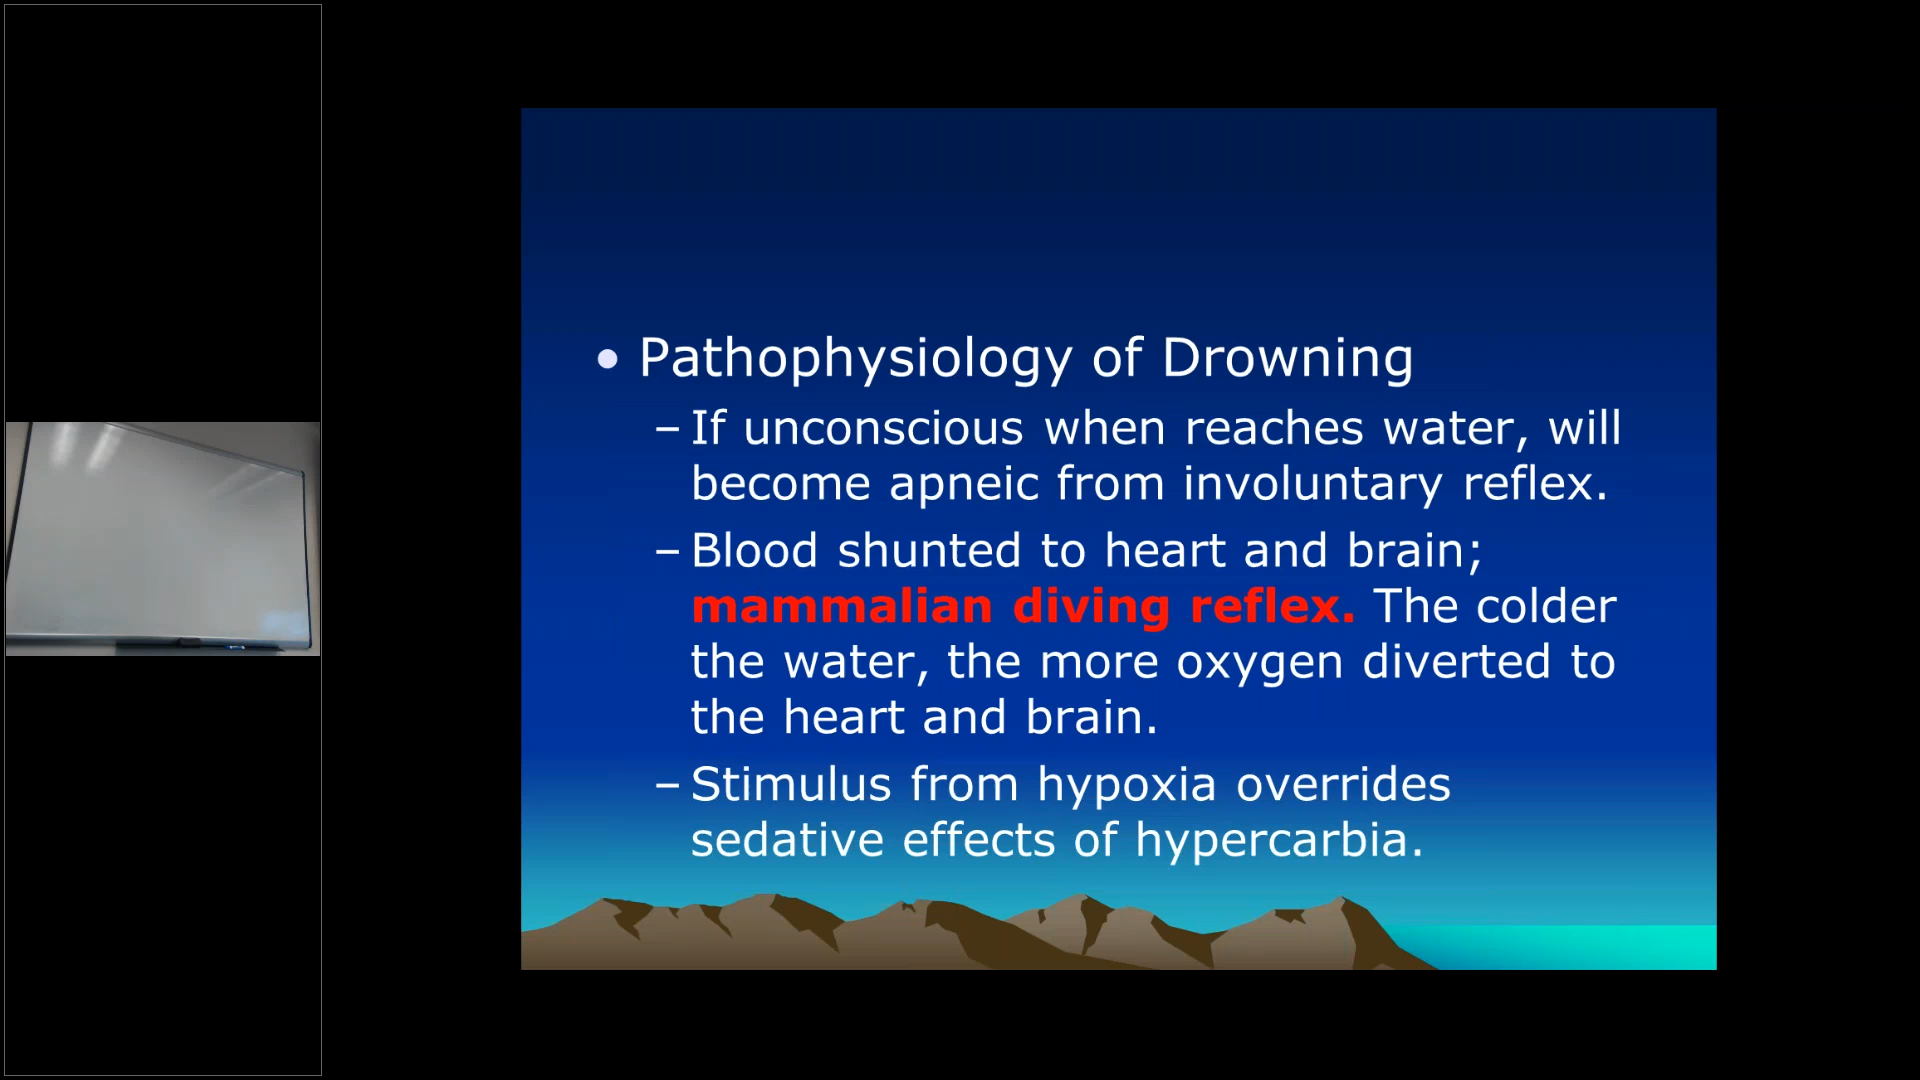 • Pathophysiology of Drowning
– If unconscious when reaches water, will
become apneic from involuntary reflex.
– Blood shunted to heart and brain;
mammalian diving reflex. The colder
the water, the more oxygen diverted to
the heart and brain.
– Stimulus from hypoxia overrides
sedative effects of hypercarbia.